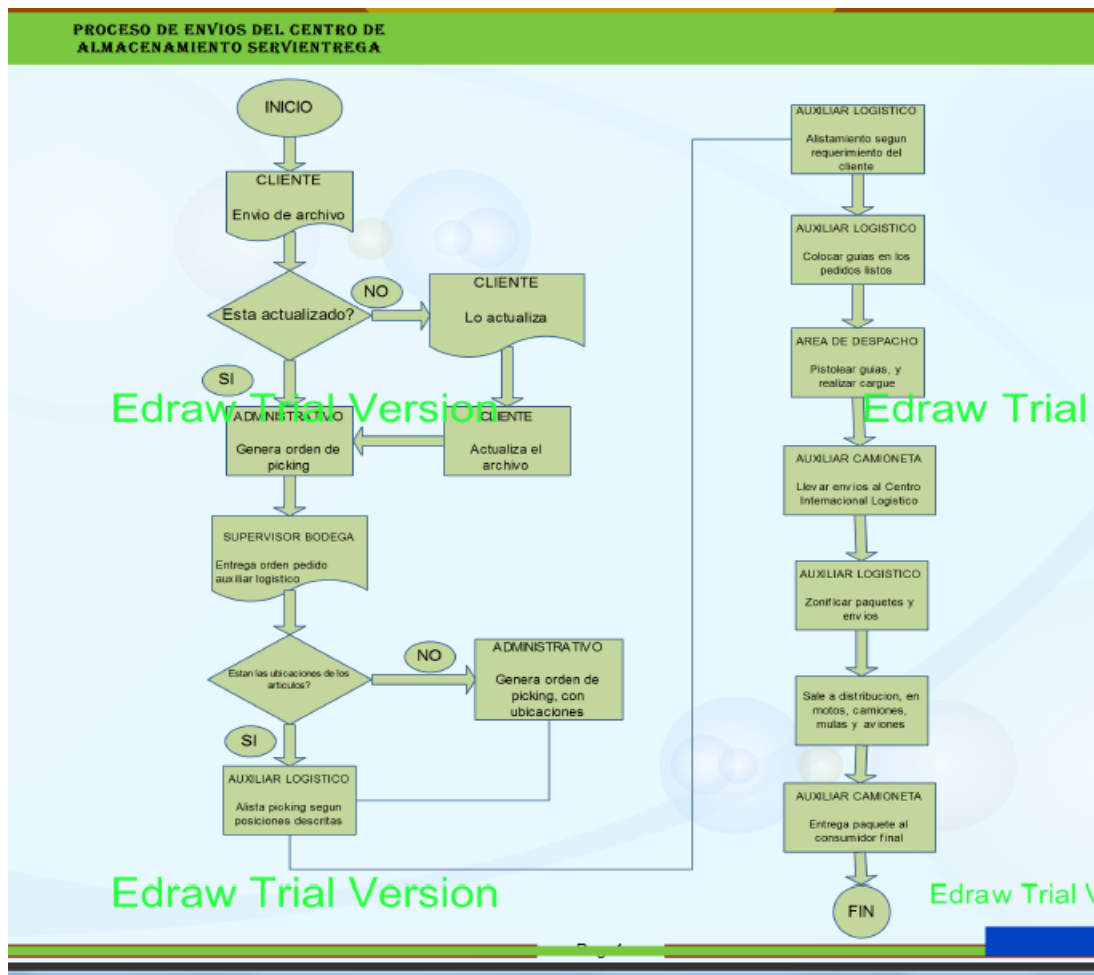 PROCESO DE ENVIOS DEL CENTRO DE
ALMACENAMIENTO SERVIENTREGA
INICIO
CLIENTE
Envio de archivo
Esta actualizado?
NO
CLIENTE
Lo actualiza
SI
CLIENTE
Actualiza el
archivo
ADMINISTRATIVO
Genera orden de
picking
SUPERVISOR BODEGA
Entrega orden pedido
auxiliar logistico
Estan las ubicaciones de los
articulos?
NO
ADMINISTRATIVO
Genera orden de
picking, con
ubicaciones
SI
AUXILIAR LOGISTICO
Alista picking segun
posiciones descritas
AUXILIAR LOGISTICO
Alistamiento segun
requerimiento del
cliente
AUXILIAR LOGISTICO
Colocar guias en los
pedidos listos
AREA DE DESPACHO
Pistolear guias, y
realizar cargue
AUXILIAR CAMIONETA
Llevar envios al Centro
Internacional Logistico
AUXILIAR LOGISTICO
Zonificar paquetes y
envios
Sale a distribucion, en
motos, camiones,
mulas y aviones
AUXILIAR CAMIONETA
Entrega paquete al
consumidor final
FIN
Edraw Trial Version
Edraw Trial
Edraw Trial Version
Edraw Trial V